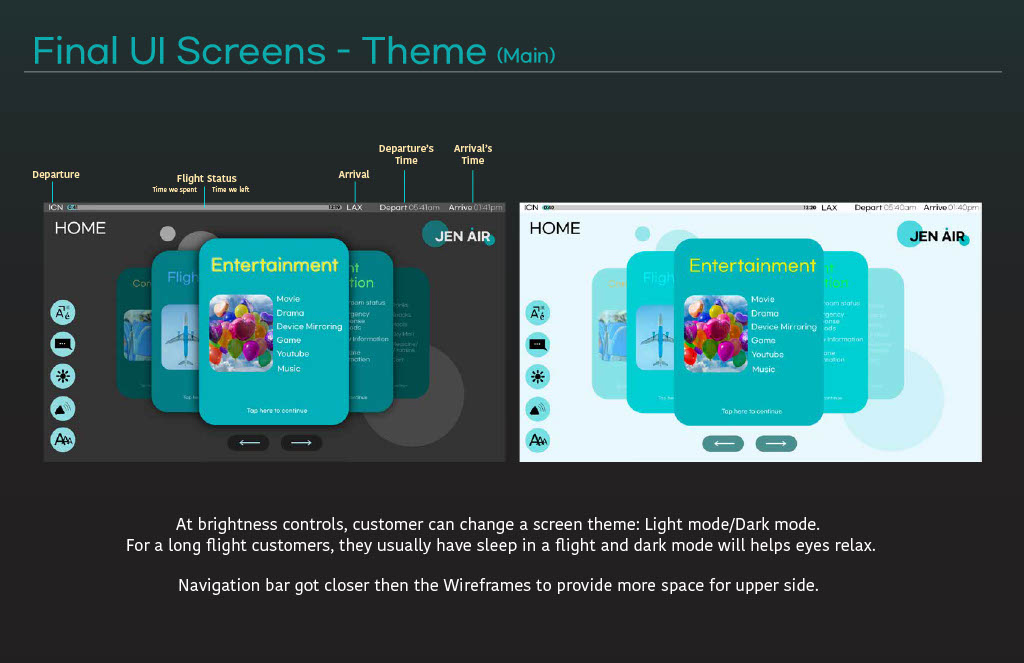 Final UI Screens - Theme (Main)
Departure's Time
Arrival's Time
Departure
Flight Status
Time we spent
Time we left
Arrival
ICN
LAX
Depart 05:41am
Arrive 01:41pm
HOME
JEN AIR
Flight
Entertainment
Movie
Drama
Device Mirroring
Game
Youtube
Music
Tap here to continue
ICN
LAX
Depart 05:40am
Arrive 01:40pm
HOME
JEN AIR
Flight
Entertainment
Movie
Drama
Device Mirroring
Game
Youtube
Music
Tap here to continue
At brightness controls, customer can change a screen theme: Light mode/Dark mode.
For a long flight customers, they usually have sleep in a flight and dark mode will helps eyes relax.
Navigation bar got closer then the Wireframes to provide more space for upper side.